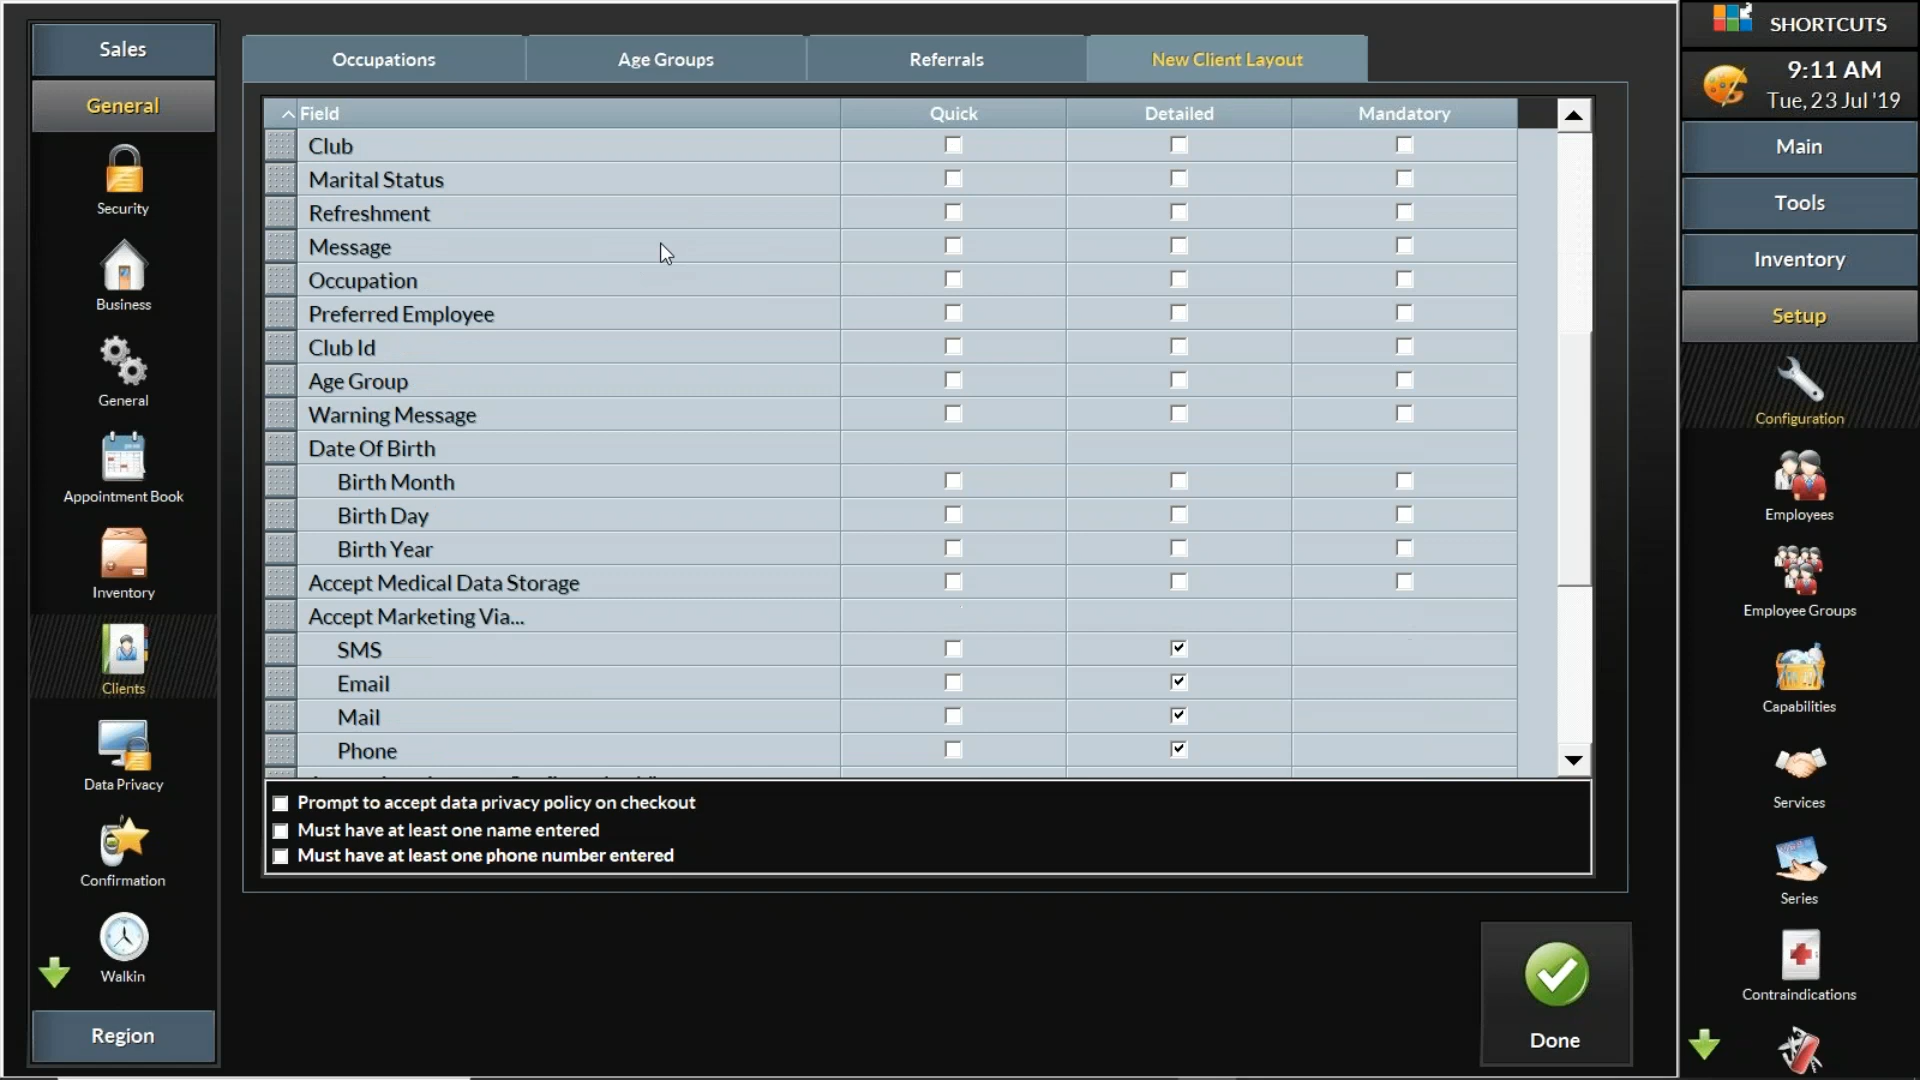 Sales
General
Security
Business
General
Appointment Book
Inventory
Clients
Data Privacy
Confirmation
Walkin
Region
Occupations
Age Groups
Referrals
New Client Layout
Field
Quick
Detailed
Mandatory
Club
Marital Status
Refreshment
Message
Occupation
Preferred Employee
Club Id
Age Group
Warning Message
Date Of Birth
Birth Month
Birth Day
Birth Year
Accept Medical Data Storage
Accept Marketing Via...
SMS
Email
Mail
Phone
Prompt to accept data privacy policy on checkout
Must have at least one name entered
Must have at least one phone number entered
Done
SHORTCUTS
9:11 AM
Tue, 23 Jul '19
Main
Tools
Inventory
Setup
Configuration
Employees
Employee Groups
Capabilities
Services
Series
Contraindications